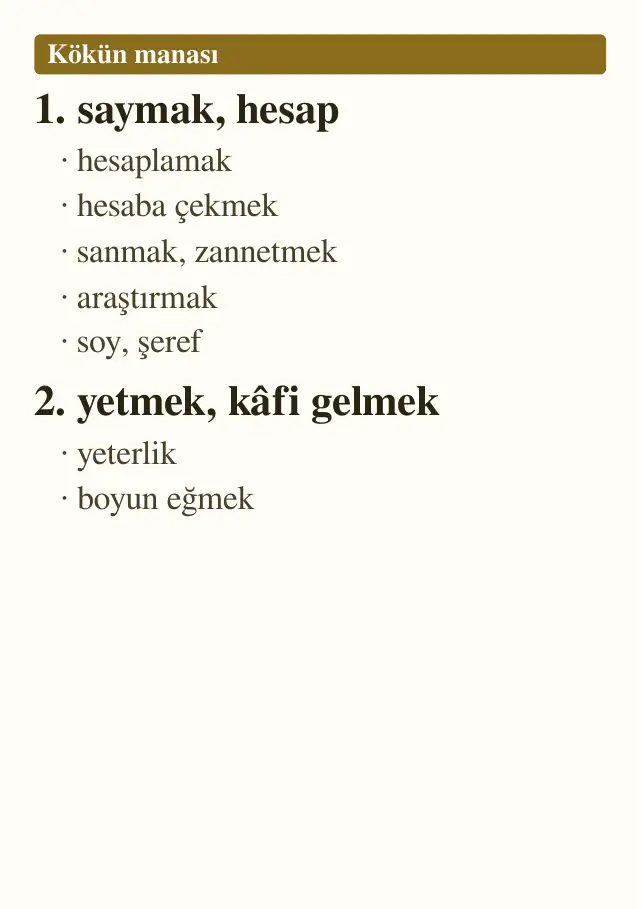 Kökün manası
1. saymak, hesap
· hesaplamak
· hesaba çekmek
· sanmak, zannetmek
· araştırmak
· soy, şeref
2. yetmek, kâfi gelmek
· yeterlik
· boyun eğmek